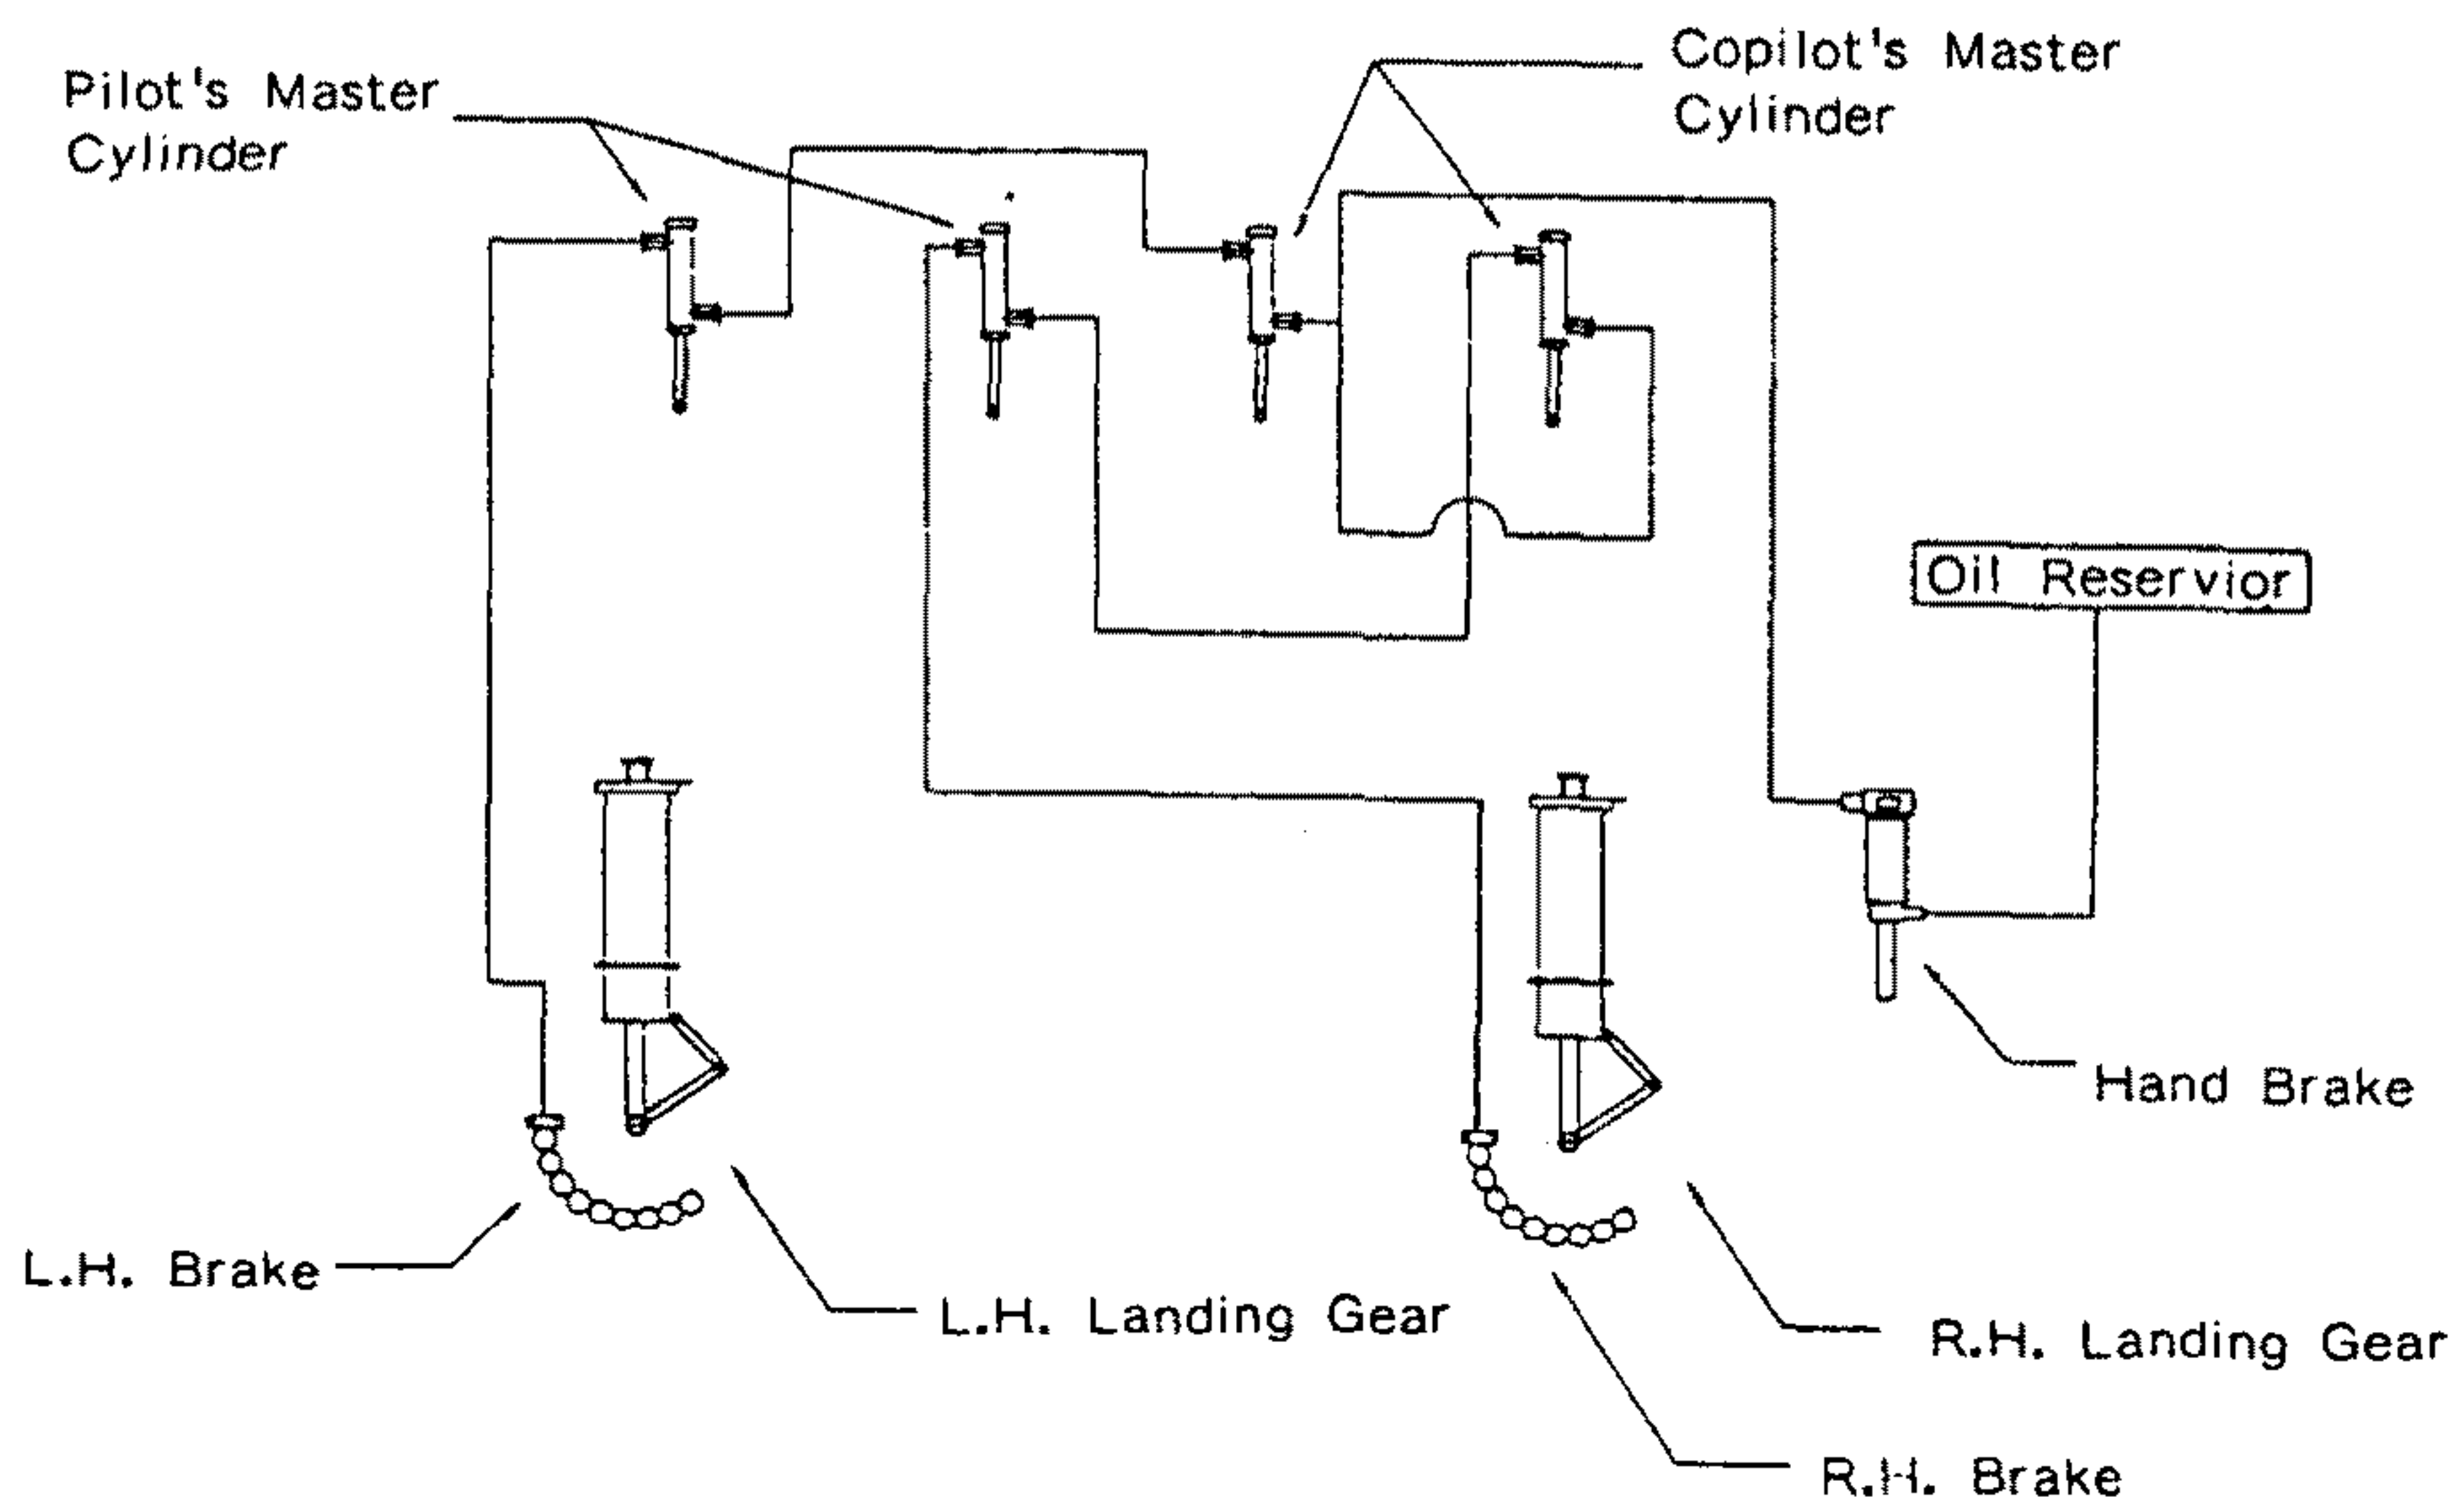 Copilot's Master
Cylinder
Pilot's Master
Cylinder
Oil Reservior
Hand Brake
L.H. Brake
L.H. Landing Gear
R.H. Landing Gear
R.H. Brake